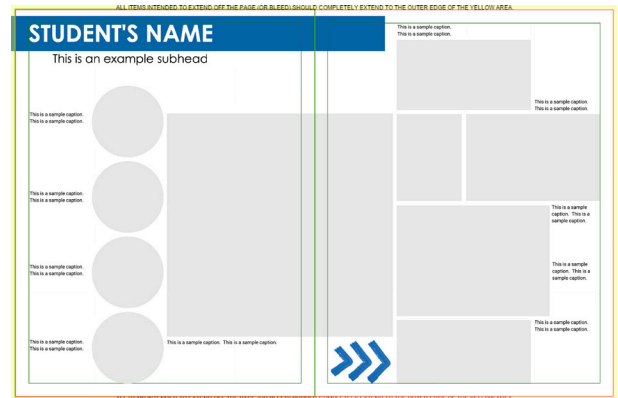 ALL ITEMS INTENDED TO EXTEND OFF THE PAGE (OR BLEED) SHOULD COMPLETELY EXTEND TO THE OUTER EDGE OF THE YELLOW AREA.
STUDENT'S NAME
This is an example subhead
This is a sample caption.
This is a sample caption.
This is a sample caption.
This is a sample caption.
This is a sample caption.
This is a sample caption.
This is a sample caption.
This is a sample caption.
This is a sample caption. This is a sample caption.
This is a sample caption.
This is a sample caption.
This is a sample caption.
This is a sample caption.
This is a sample
caption. This is a
sample caption.
This is a sample
caption. This is a
sample caption.
This is a sample caption.
This is a sample caption.